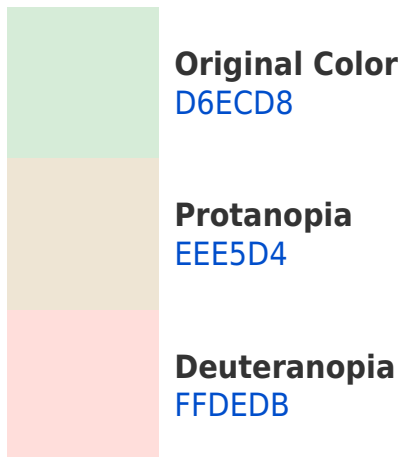 Original Color
D6ECD8
Protanopia
EEE5D4
Deuteranopia
FFDEDB